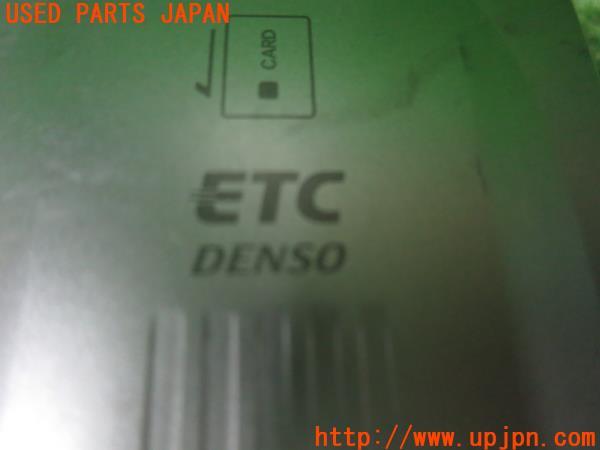 USED PARTS JAPAN
CARD
ETC
DENSO
http://www.upjpn.com